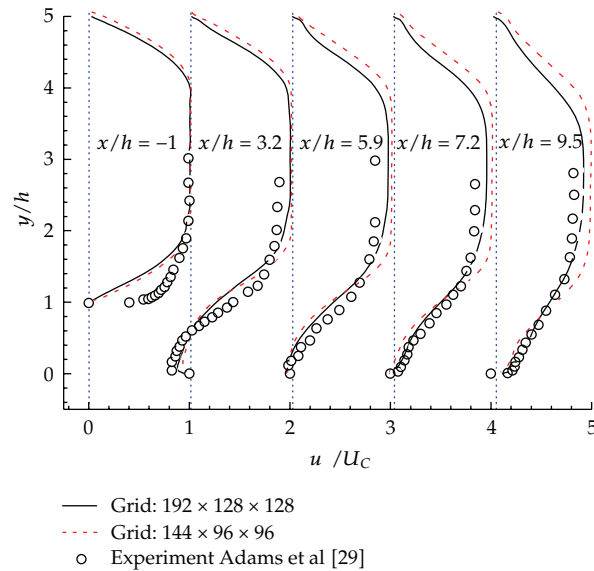 5
4
x/h = −1
x/h = 3.2
x/h = 5.9
x/h = 7.2
x/h = 9.5
3
y/h
2
1
0
0
1
2
3
4
5
u /U_C
Grid: 192 × 128 × 128
Grid: 144 × 96 × 96
Experiment Adams et al [29]